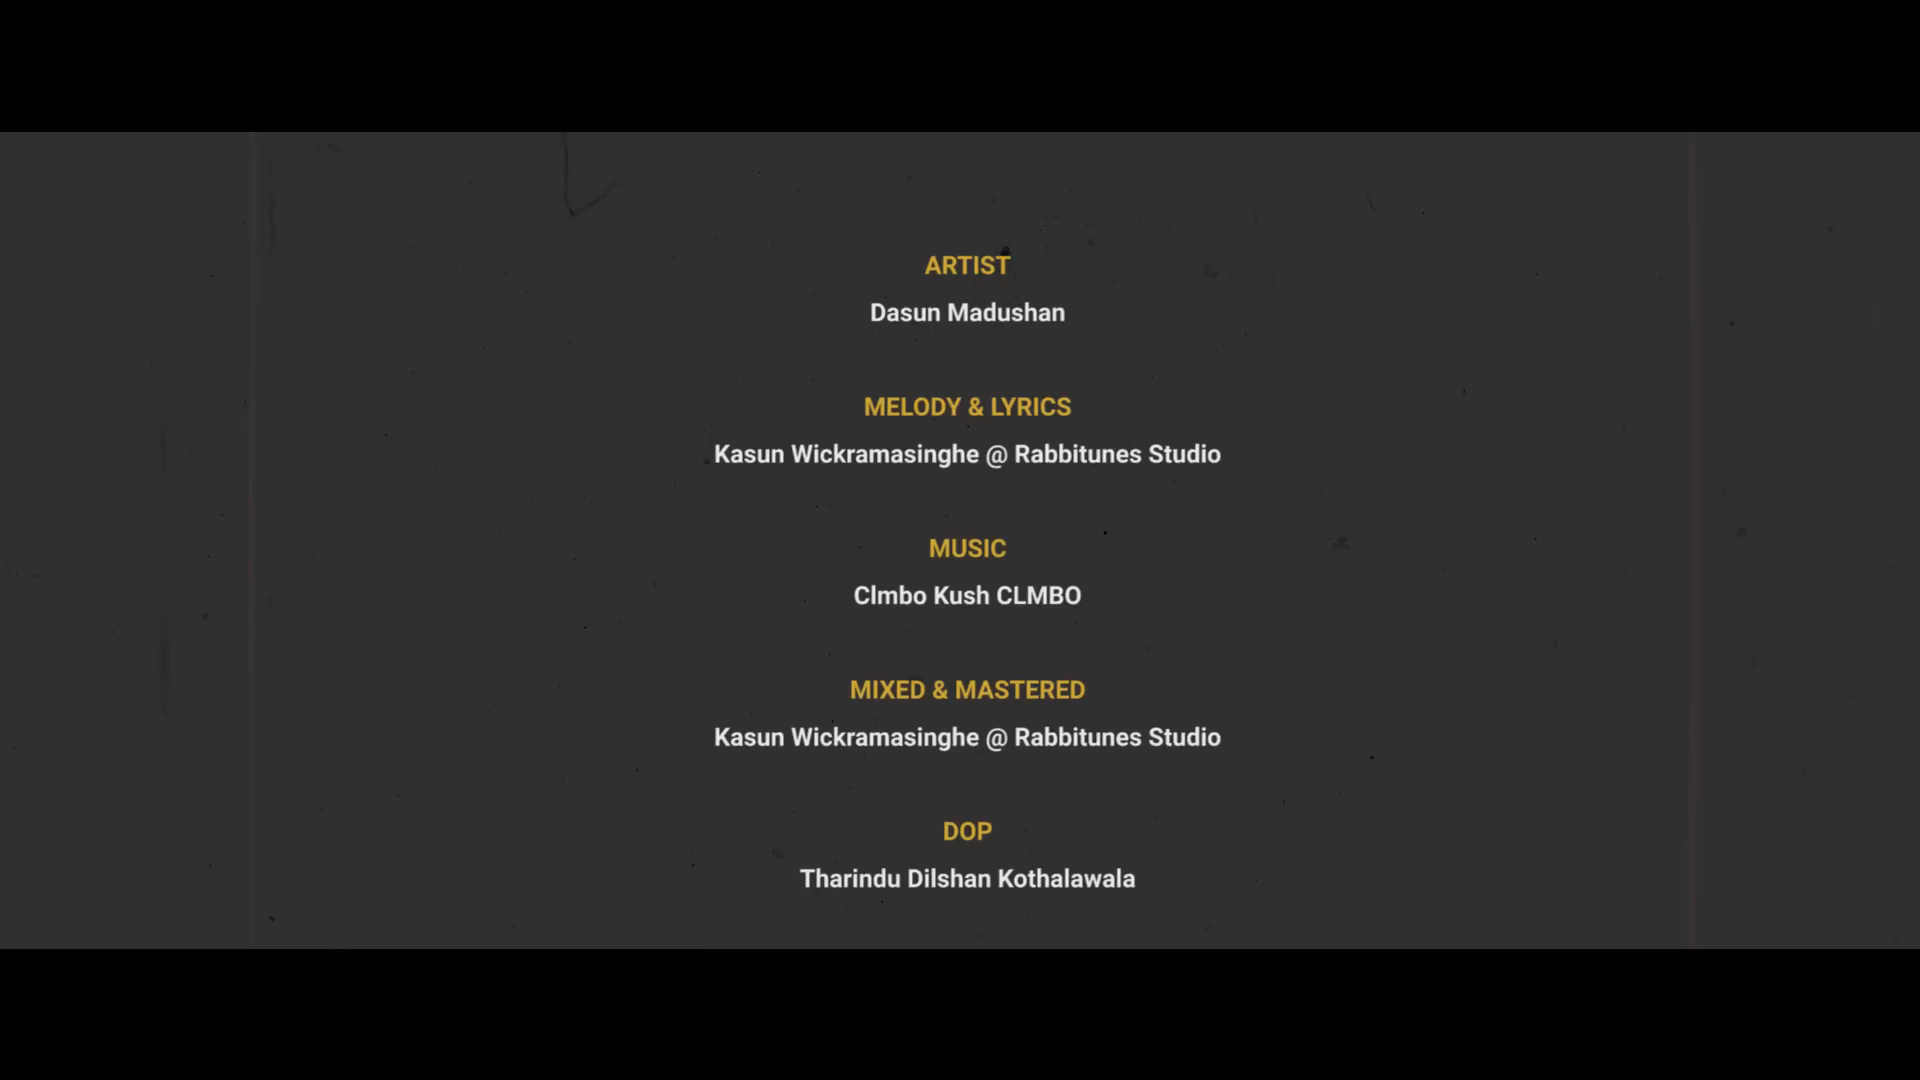 ARTIST
Dasun Madushan
MELODY & LYRICS
Kasun Wickramasinghe @ Rabbitunes Studio
MUSIC
Clmbo Kush CLMBO
MIXED & MASTERED
Kasun Wickramasinghe @ Rabbitunes Studio
DOP
Tharindu Dilshan Kothalawala